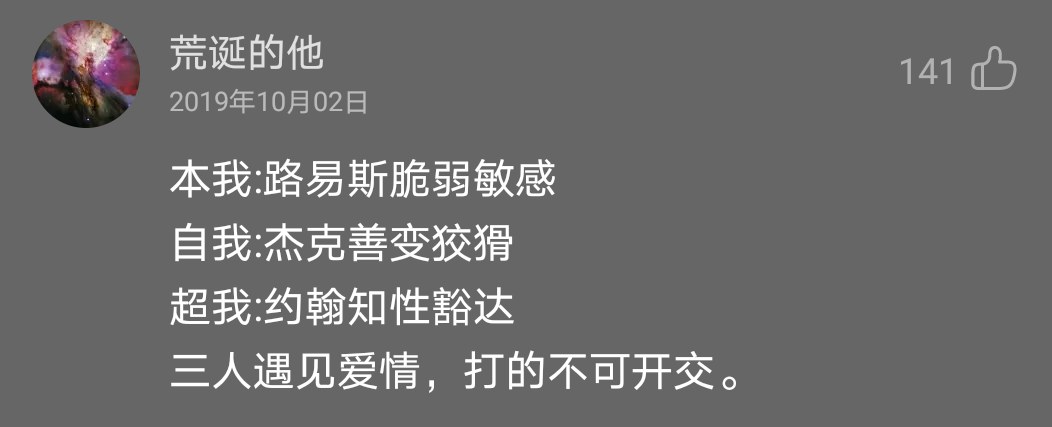 荒诞的他
141
2019年10月02日
本我:路易斯脆弱敏感
自我:杰克善变狡猾
超我:约翰知性豁达
三人遇见爱情，打的不可开交。